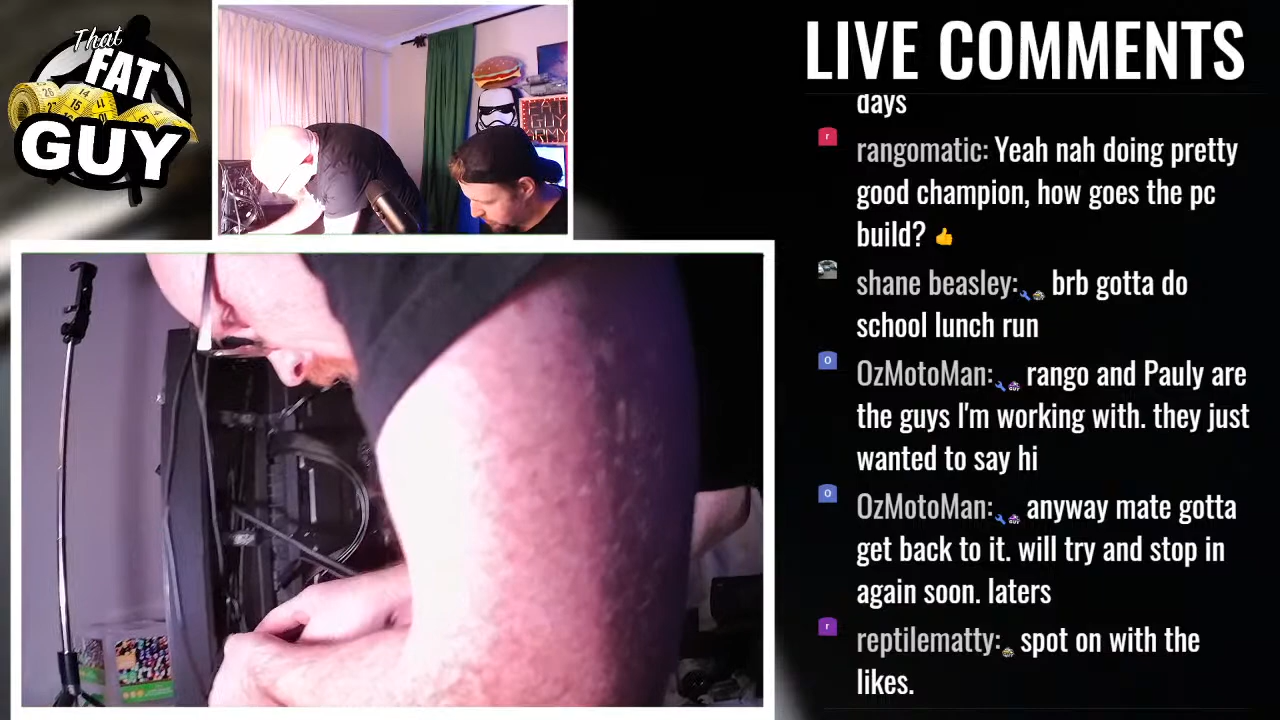 That
FAT
GUY
FAT
GUY
ARMY
LIVE COMMENTS
days
rangomatic: Yeah nah doing pretty
good champion, how goes the pc
build? 👍
shane beasley: brb gotta do
school lunch run
OzMotoMan: rango and Pauly are
the guys I'm working with. they just
wanted to say hi
OzMotoMan: anyway mate gotta
get back to it. will try and stop in
again soon. laters
reptilematty: spot on with the
likes.